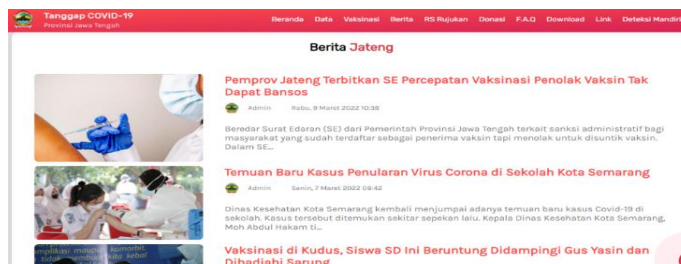 Tanggap COVID-19
Provinsi Jawa Tengah
Beranda Data Vaksinasi Berita RS Rujukan Donasi F.A.Q Download Link Deteksi Mandiri
Berita Jateng
Pemprov Jateng Terbitkan SE Percepatan Vaksinasi Penolak Vaksin Tak
Dapat Bansos
Admin Rabu, 9 Maret 2022 10:38
Beredar Surat Edaran (SE) dari Pemerintah Provinsi Jawa Tengah terkait sanksi administratif bagi
masyarakat yang sudah terdaftar sebagai penerima vaksin tapi menolak untuk disuntik vaksin.
Dalam SE...
Temuan Baru Kasus Penularan Virus Corona di Sekolah Kota Semarang
Admin Senin, 7 Maret 2022 08:42
Dinas Kesehatan Kota Semarang kembali menjumpai adanya temuan baru kasus Covid-19 di
sekolah. Kasus tersebut ditemukan sekitar sepekan lalu. Kepala Dinas Kesehatan Kota Semarang,
Moh Abdul Hakam ti...
Vaksinasi di Kudus, Siswa SD Ini Beruntung Didampingi Gus Yasin dan
Dihadiahi Sarung